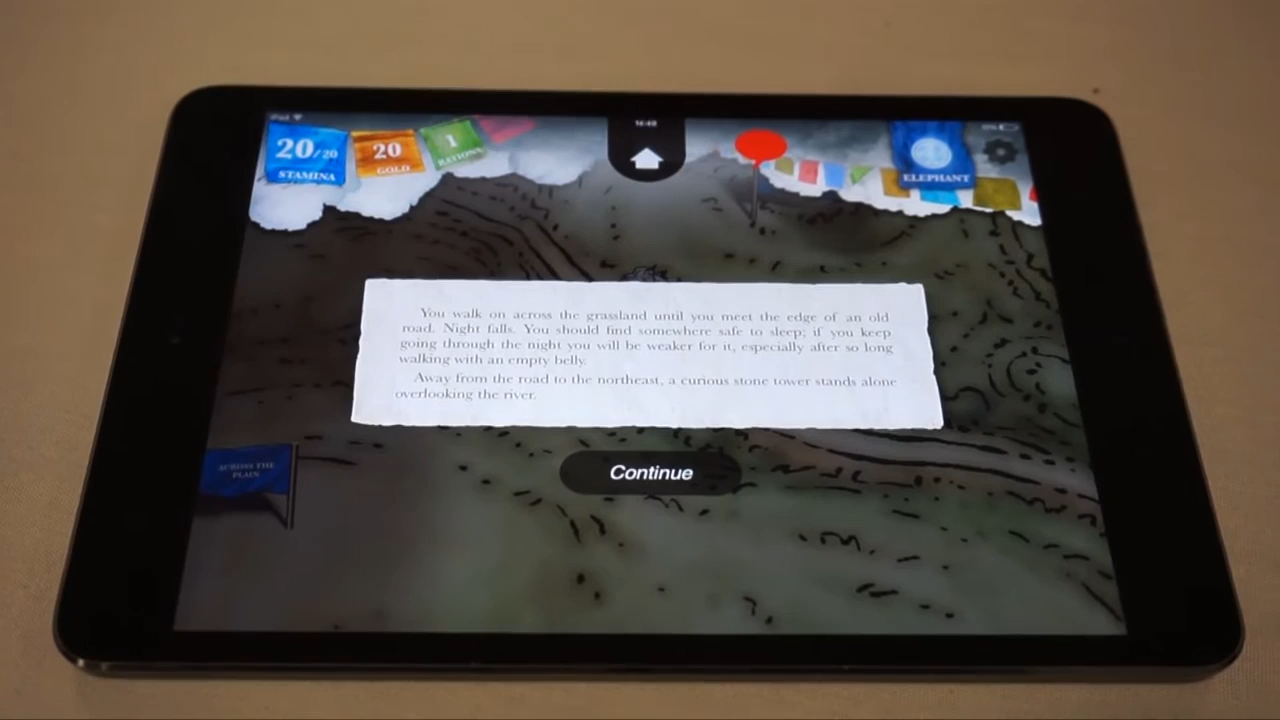 iPad
16:48
20/20
STAMINA
20
GOLD
1
RATIONS
ELEPHANT
You walk on across the grassland until you meet the edge of an old
road. Night falls. You should find somewhere safe to sleep; if you keep
going through the night you will be weaker for it, especially after so long
walking with an empty belly.
Away from the road to the northeast, a curious stone tower stands alone
overlooking the river.
ACROSS THE
PLAIN
Continue